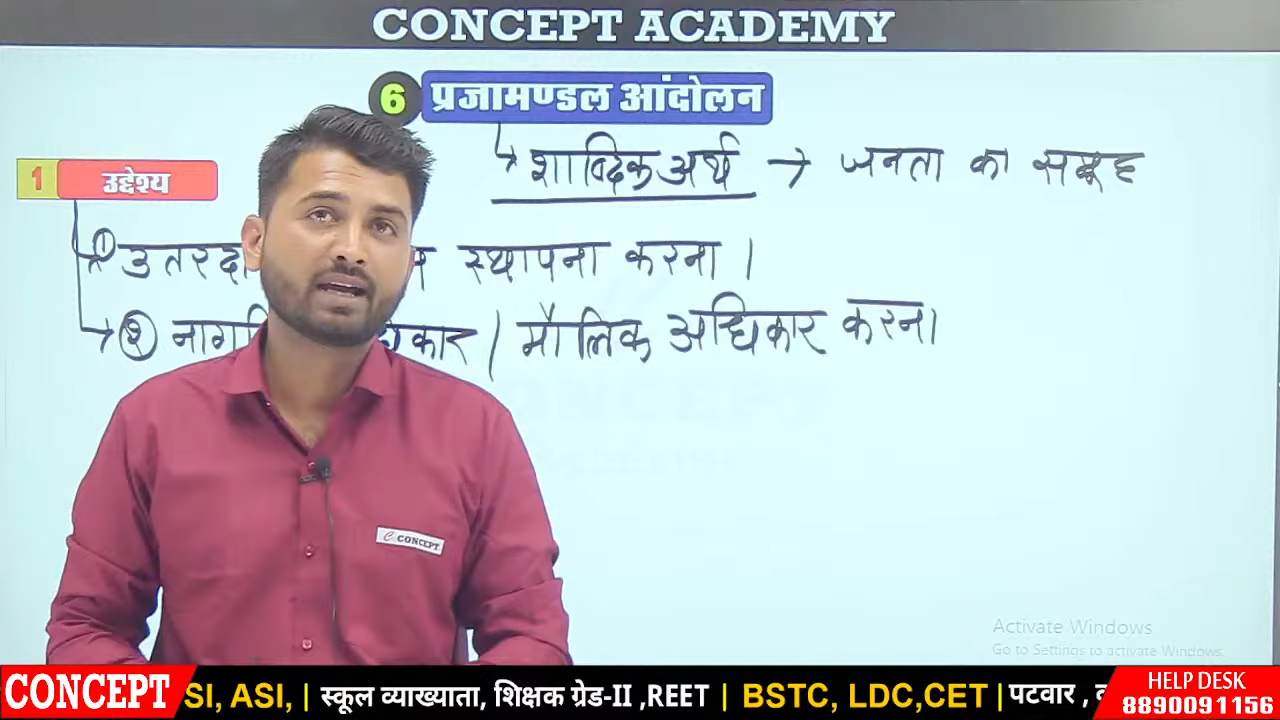 CONCEPT ACADEMY
6 प्रजामण्डल आंदोलन
शाब्दिक अर्थ → जनता का समूह
1 उद्देश्य
① उतरदा स्थापना करना ।
② नाग कार / मौलिक अधिकार करना
CONCEPT
CONCEPT
Activate Windows
Go to Settings to activate Windows.
CONCEPT SI, ASI, | स्कूल व्याख्याता, शिक्षक ग्रेड-II ,REET | BSTC, LDC,CET | पटवार ,
HELP DESK
8890091156